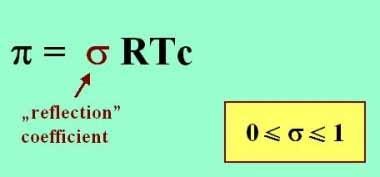 π = σ RTc
„reflection”
coefficient
0 ⩽ σ ⩽ 1